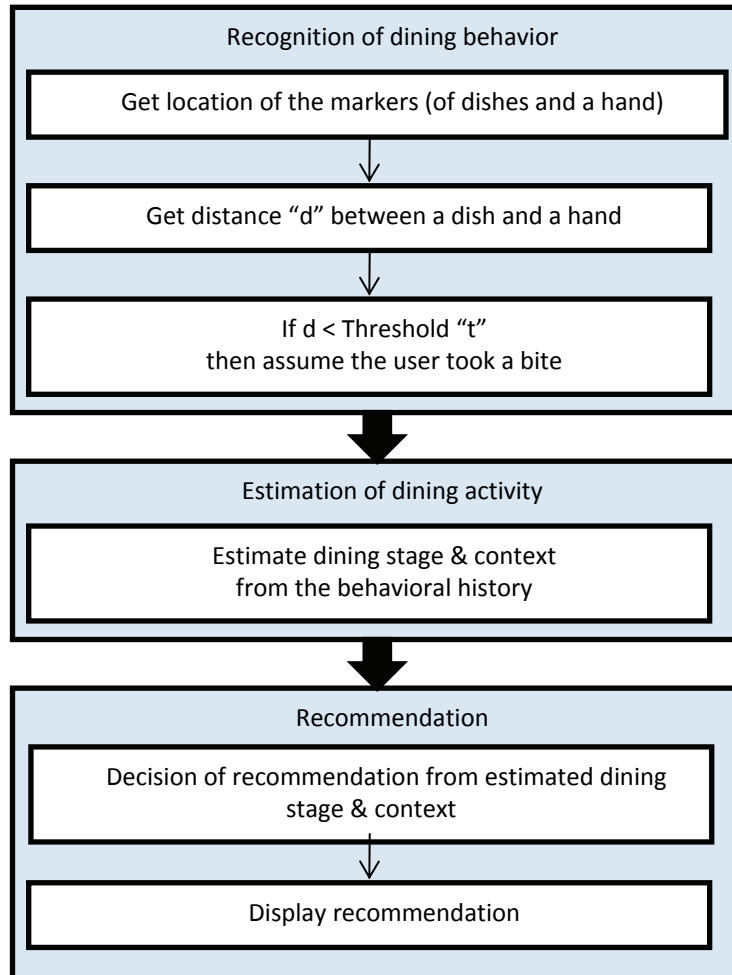 Recognition of dining behavior
Get location of the markers (of dishes and a hand)
Get distance “d” between a dish and a hand
If d < Threshold “t”
then assume the user took a bite
Estimation of dining activity
Estimate dining stage & context
from the behavioral history
Recommendation
Decision of recommendation from estimated dining
stage & context
Display recommendation